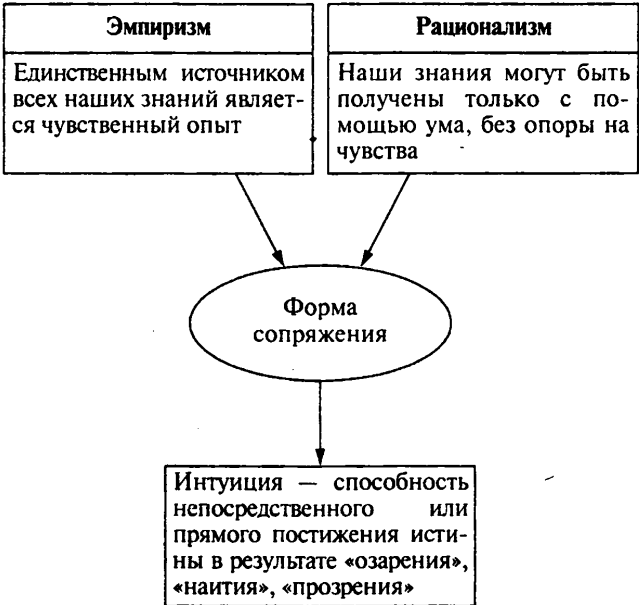 Эмпиризм
Единственным источником
всех наших знаний являет-
ся чувственный опыт
Рационализм
Наши знания могут быть
получены только с по-
мощью ума, без опоры на
чувства
Форма
сопряжения
Интуиция — способность
непосредственного или
прямого постижения исти-
ны в результате «озарения»,
«наития», «прозрения»